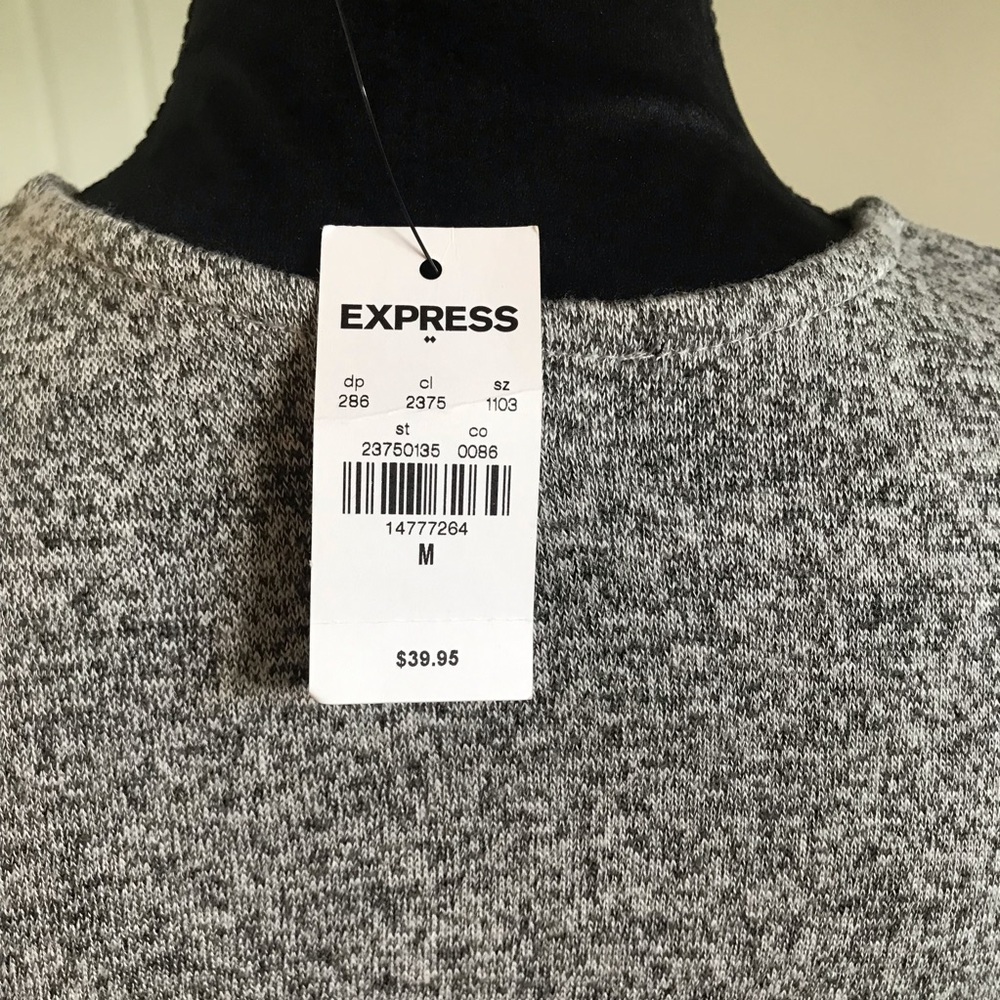 EXPRESS
dp cl sz
286 2375 1103
st co
23750135 0086
14777264
M
$39.95